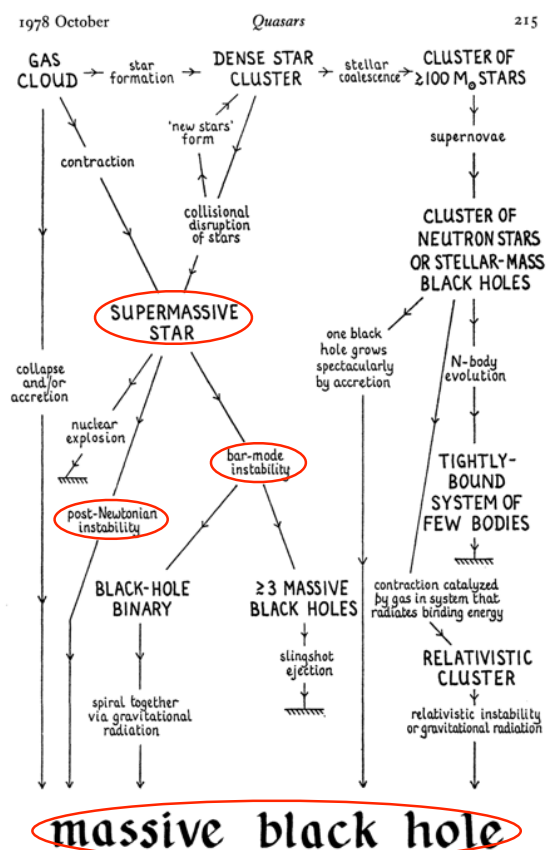 1978 October
Quasars
215
GAS
CLOUD
star
formation
DENSE STAR
CLUSTER
stellar
coalescence
CLUSTER OF
≳100 M⊙ STARS
'new stars'
form
supernovae
contraction
collisional
disruption
of stars
CLUSTER OF
NEUTRON STARS
OR STELLAR-MASS
BLACK HOLES
SUPERMASSIVE
STAR
one black
hole grows
spectacularly
by accretion
N-body
evolution
collapse
and/or
accretion
nuclear
explosion
bar-mode
instability
TIGHTLY-
BOUND
SYSTEM OF
FEW BODIES
post-Newtonian
instability
BLACK-HOLE
BINARY
≥3 MASSIVE
BLACK HOLES
contraction catalyzed
by gas in system that
radiates binding energy
slingshot
ejection
RELATIVISTIC
CLUSTER
spiral together
via gravitational
radiation
relativistic instability
or gravitational radiation
massive black hole